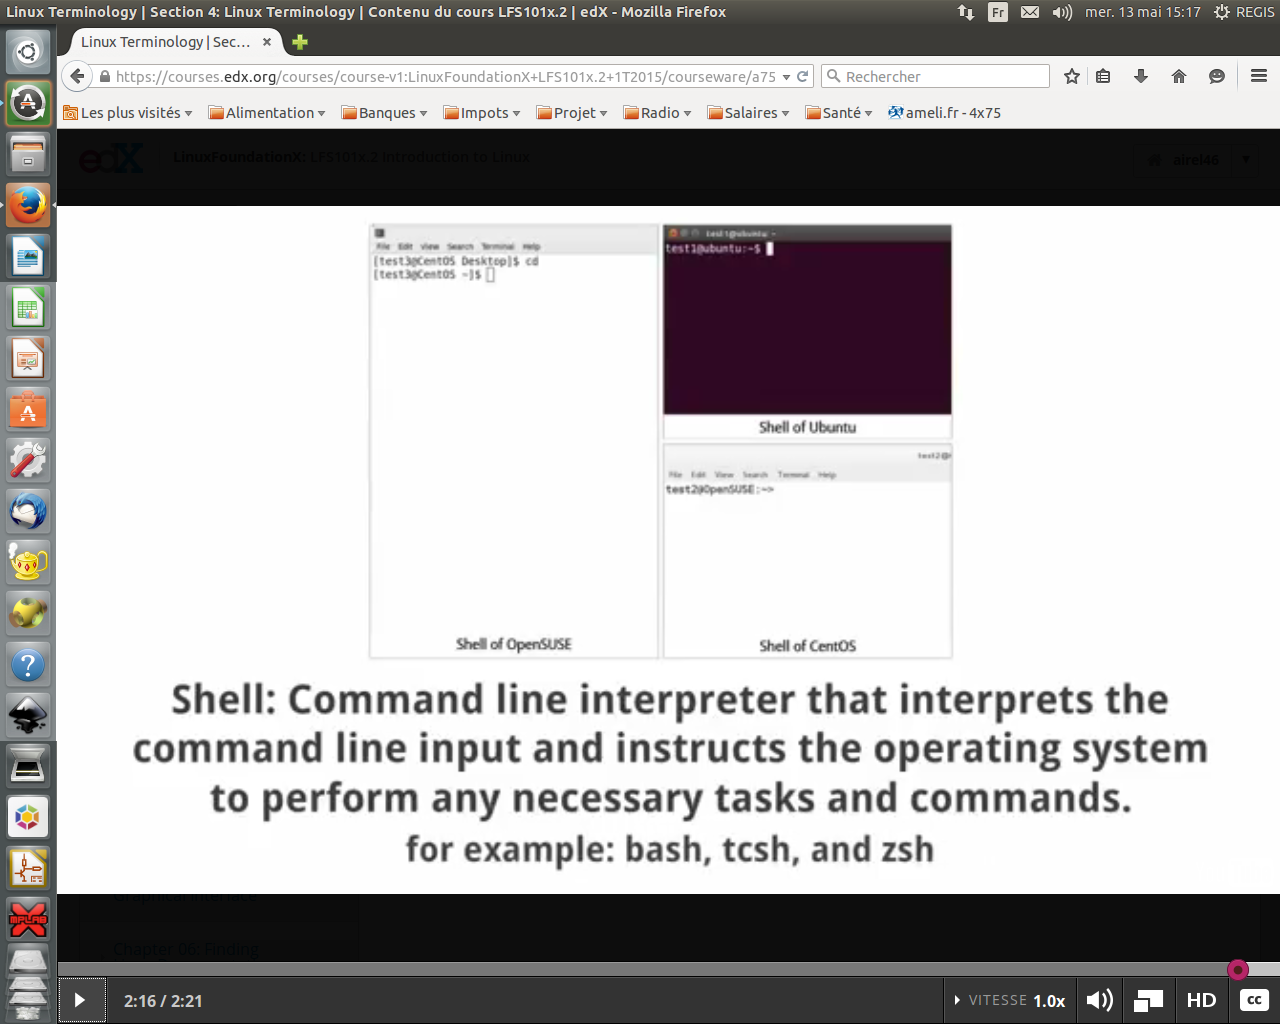 Linux Terminology | Section 4: Linux Terminology | Contenu du cours LFS101x.2 | edX - Mozilla Firefox
Fr
mer. 13 mai 15:17
REGIS
Linux Terminology | Sec...
https://courses.edx.org/courses/course-v1:LinuxFoundationX+LFS101x.2+1T2015/courseware/a75
Rechercher
Les plus visités
Alimentation
Banques
Impots
Projet
Radio
Salaires
Santé
ameli.fr - 4x75
edX
LinuxFoundationX: LFS101x.2 Introduction to Linux
airel46
File Edit View Search Terminal Help
[test3@CentOS Desktop]$ cd
[test3@CentOS ~]$
Shell of OpenSUSE
test1@ubuntu: ~
test1@ubuntu:~$
Shell of Ubuntu
test2@
File Edit View Search Terminal Help
test2@OpenSUSE:~>
Shell of CentOS
Shell: Command line interpreter that interprets the
command line input and instructs the operating system
to perform any necessary tasks and commands.
for example: bash, tcsh, and zsh
Graphical Interface
Chapter 06: Finding
MPLAB
2:16 / 2:21
VITESSE 1.0x
HD
cc